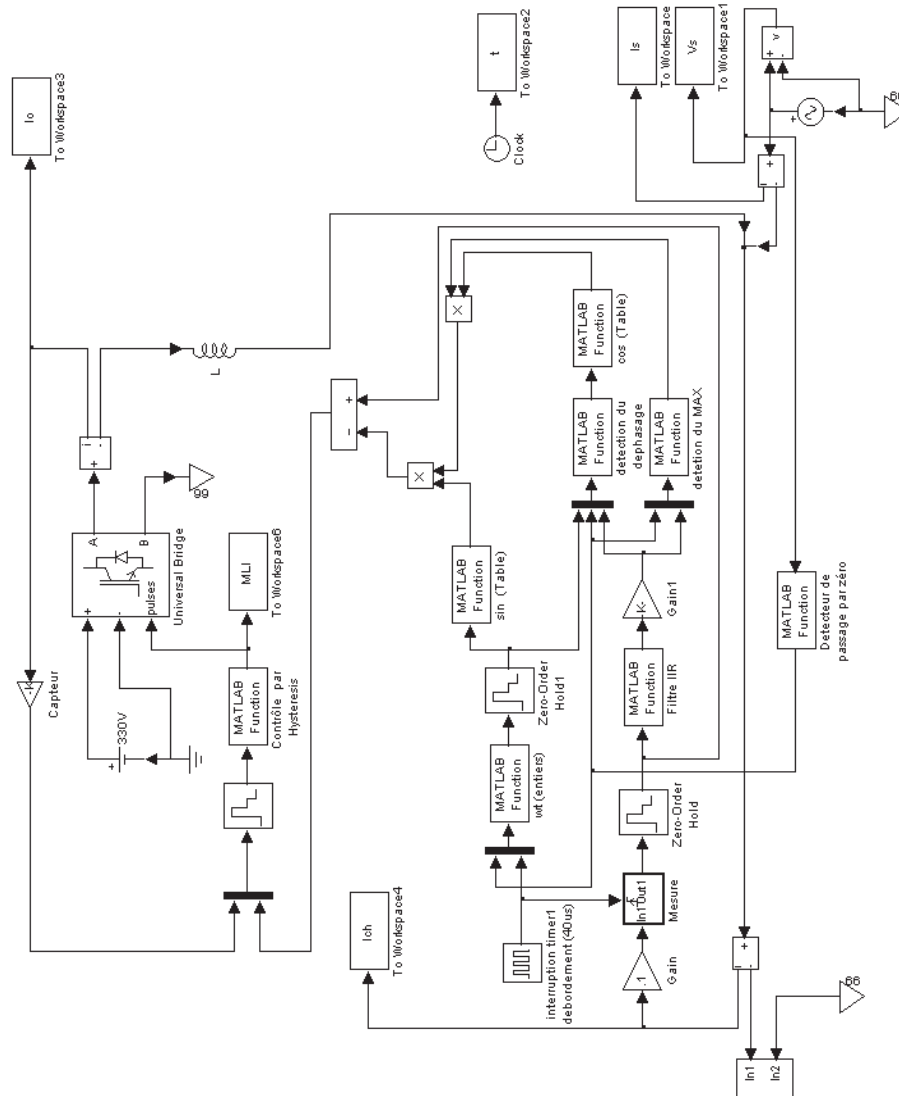 Io
To Workspace3
-K-
Capteur
330V
+
+
-
pulses
A
B
Universal Bridge
+
i
-
L
99
MATLAB
Function
Contrôle par
Hysteresis
MLI
To Workspace6
Ich
To Workspace4
t
To Workspace2
Clock
−
+
X
X
interruption timer1
debordement (40us)
MATLAB
Function
wt (entiers)
Zero-Order
Hold1
MATLAB
Function
sin (Table)
.1
Gain
In1
Out1
Mesure
Zero-Order
Hold
MATLAB
Function
Filtre IIR
K-
Gain1
MATLAB
Function
detection du
dephasage
MATLAB
Function
cos (Table)
MATLAB
Function
detetion du MAX
MATLAB
Function
Detecteur de
passage par zéro
Is
To Workspace
Vs
To Workspace1
i
+
-
+
-
v
+
i
+
-
In1
In2
66